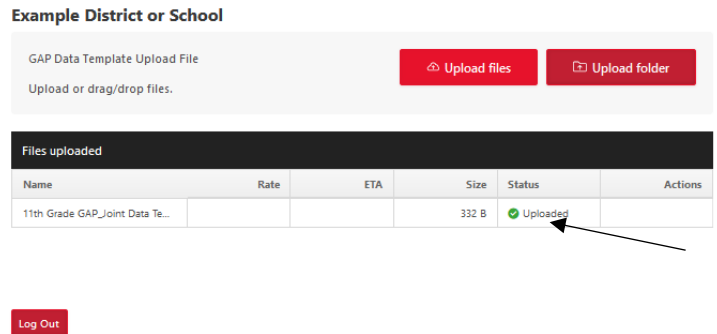 Example District or School
GAP Data Template Upload File
Upload or drag/drop files.
Upload files
Upload folder
Files uploaded
Name Rate ETA Size Status Actions
11th Grade GAP_Joint Data Te... 332 B Uploaded
Log Out